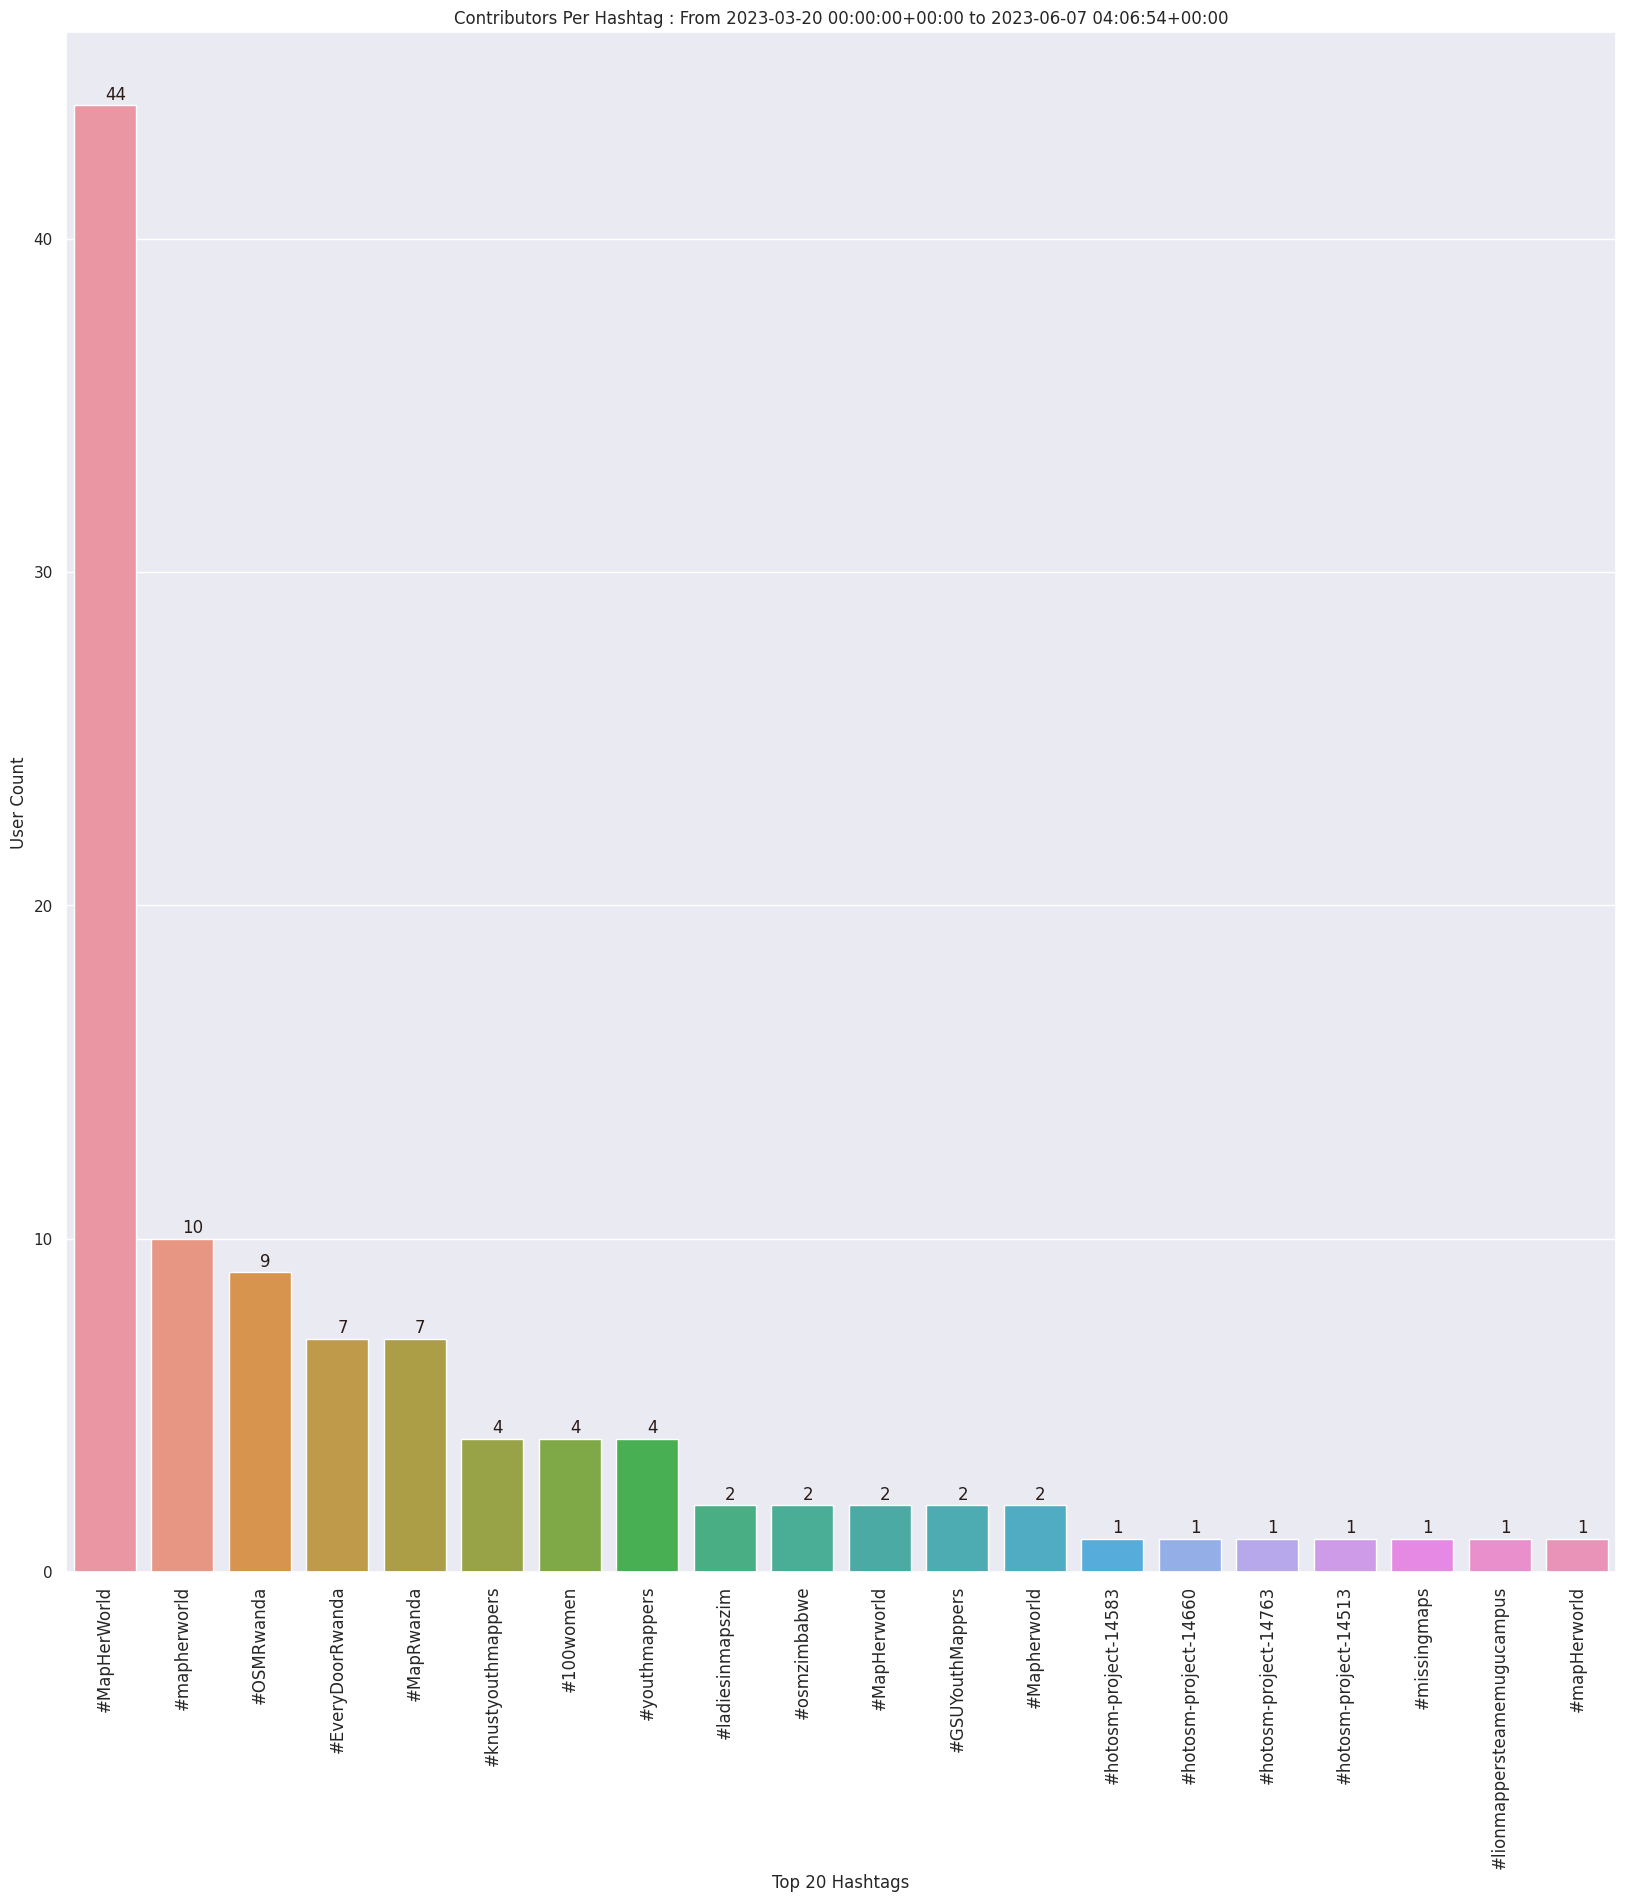 Contributors Per Hashtag : From 2023-03-20 00:00:00+00:00 to 2023-06-07 04:06:54+00:00
User Count
40
30
20
10
0
44
10
9
7
7
4
4
4
2
2
2
2
2
1
1
1
1
1
1
1
#MapHerWorld
#mapherworld
#OSMRwanda
#EveryDoorRwanda
#MapRwanda
#knustyouthmappers
#100women
#youthmappers
#ladiesinmapszim
#osmzimbabwe
#MapHerworld
#GSUYouthMappers
#Mapherworld
#hotosm-project-14583
#hotosm-project-14660
#hotosm-project-14763
#hotosm-project-14513
#missingmaps
#lionmappersteamemugucampus
#mapHerworld
Top 20 Hashtags